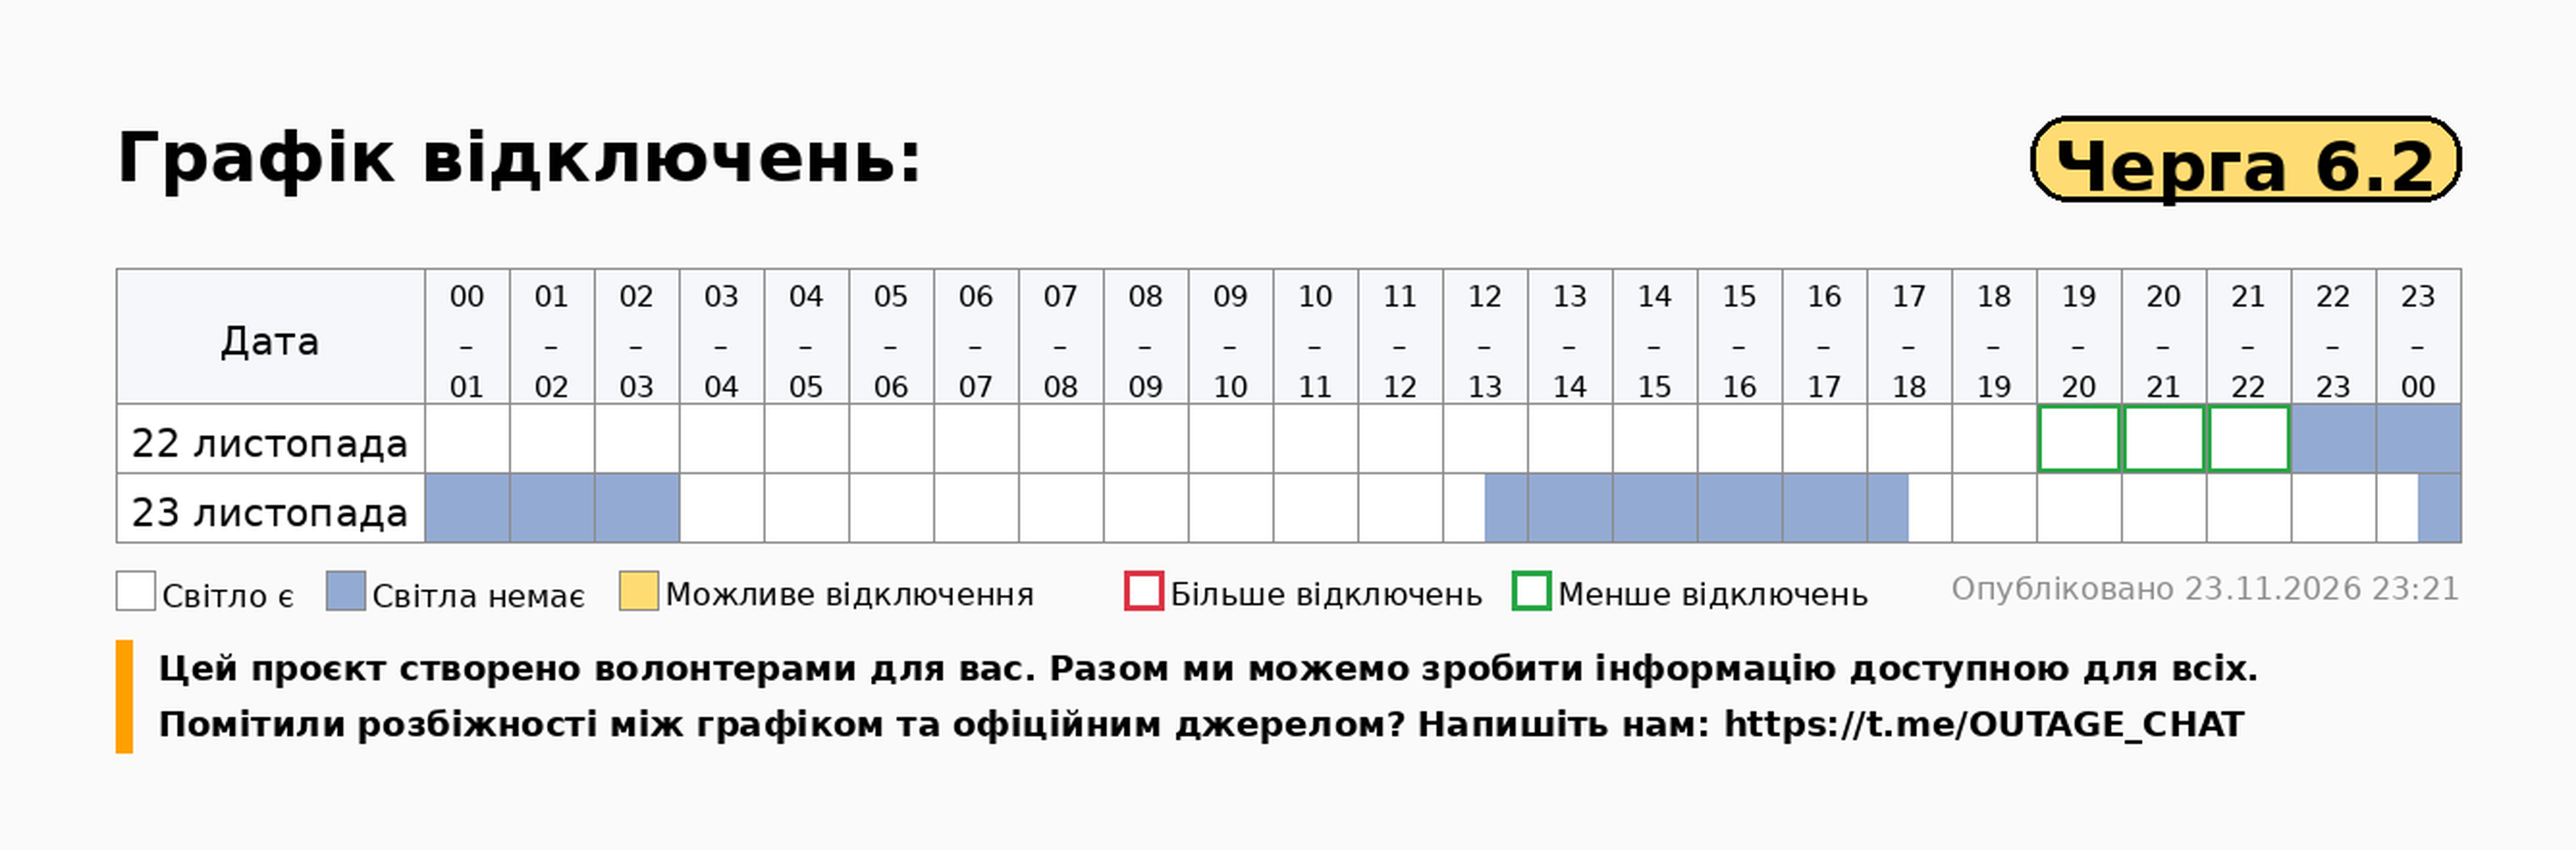 Графік відключень:
Черга 6.2
Дата 00 – 01 01 – 02 02 – 03 03 – 04 04 – 05 05 – 06 06 – 07 07 – 08 08 – 09 09 – 10 10 – 11 11 – 12 12 – 13 13 – 14 14 – 15 15 – 16 16 – 17 17 – 18 18 – 19 19 – 20 20 – 21 21 – 22 22 – 23 23 – 00
22 листопада
23 листопада
Світло є Світла немає Можливе відключення Більше відключень Менше відключень Опубліковано 23.11.2026 23:21
Цей проєкт створено волонтерами для вас. Разом ми можемо зробити інформацію доступною для всіх.
Помітили розбіжності між графіком та офіційним джерелом? Напишіть нам: https://t.me/OUTAGE_CHAT